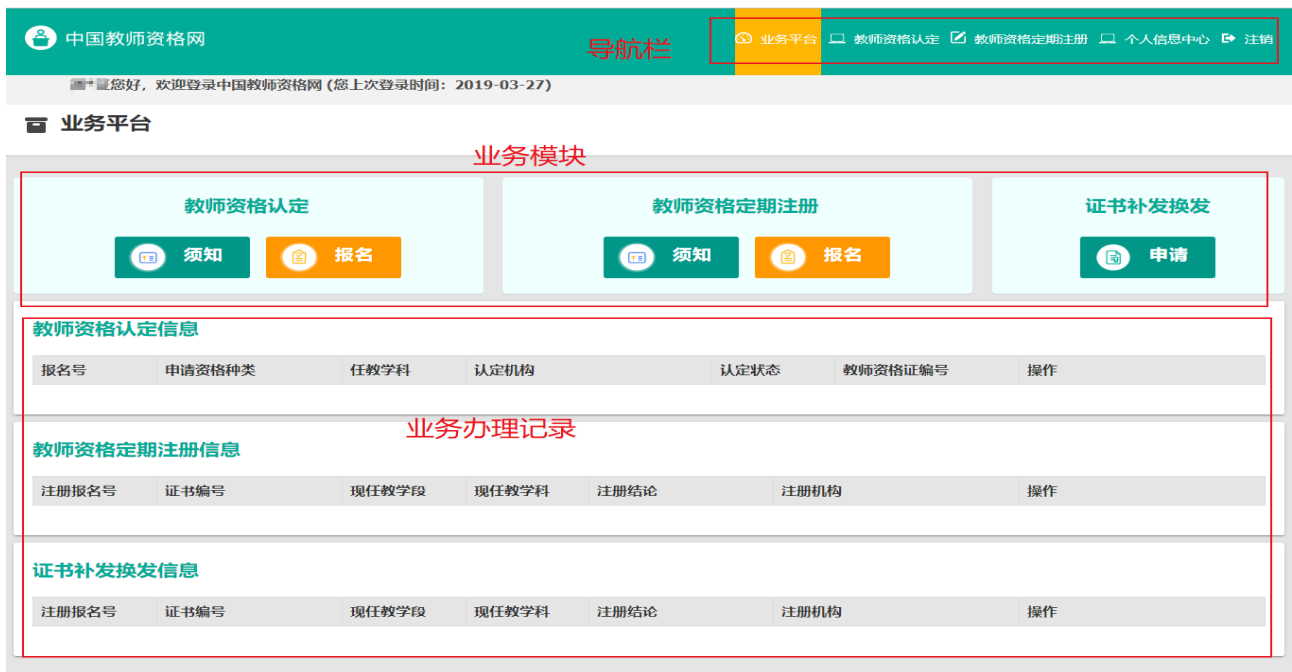 中国教师资格网
导航栏
业务平台 教师资格认定 教师资格定期注册 个人信息中心 注销
您好，欢迎登录中国教师资格网 (您上次登录时间：2019-03-27)
业务平台
业务模块
教师资格认定 教师资格定期注册 证书补发换发
须知 报名 须知 报名 申请
教师资格认定信息
报名号 申请资格种类 任教学科 认定机构 认定状态 教师资格证编号 操作
业务办理记录
教师资格定期注册信息
注册报名号 证书编号 现任教学段 现任教学科 注册结论 注册机构 操作
证书补发换发信息
注册报名号 证书编号 现任教学段 现任教学科 注册结论 注册机构 操作